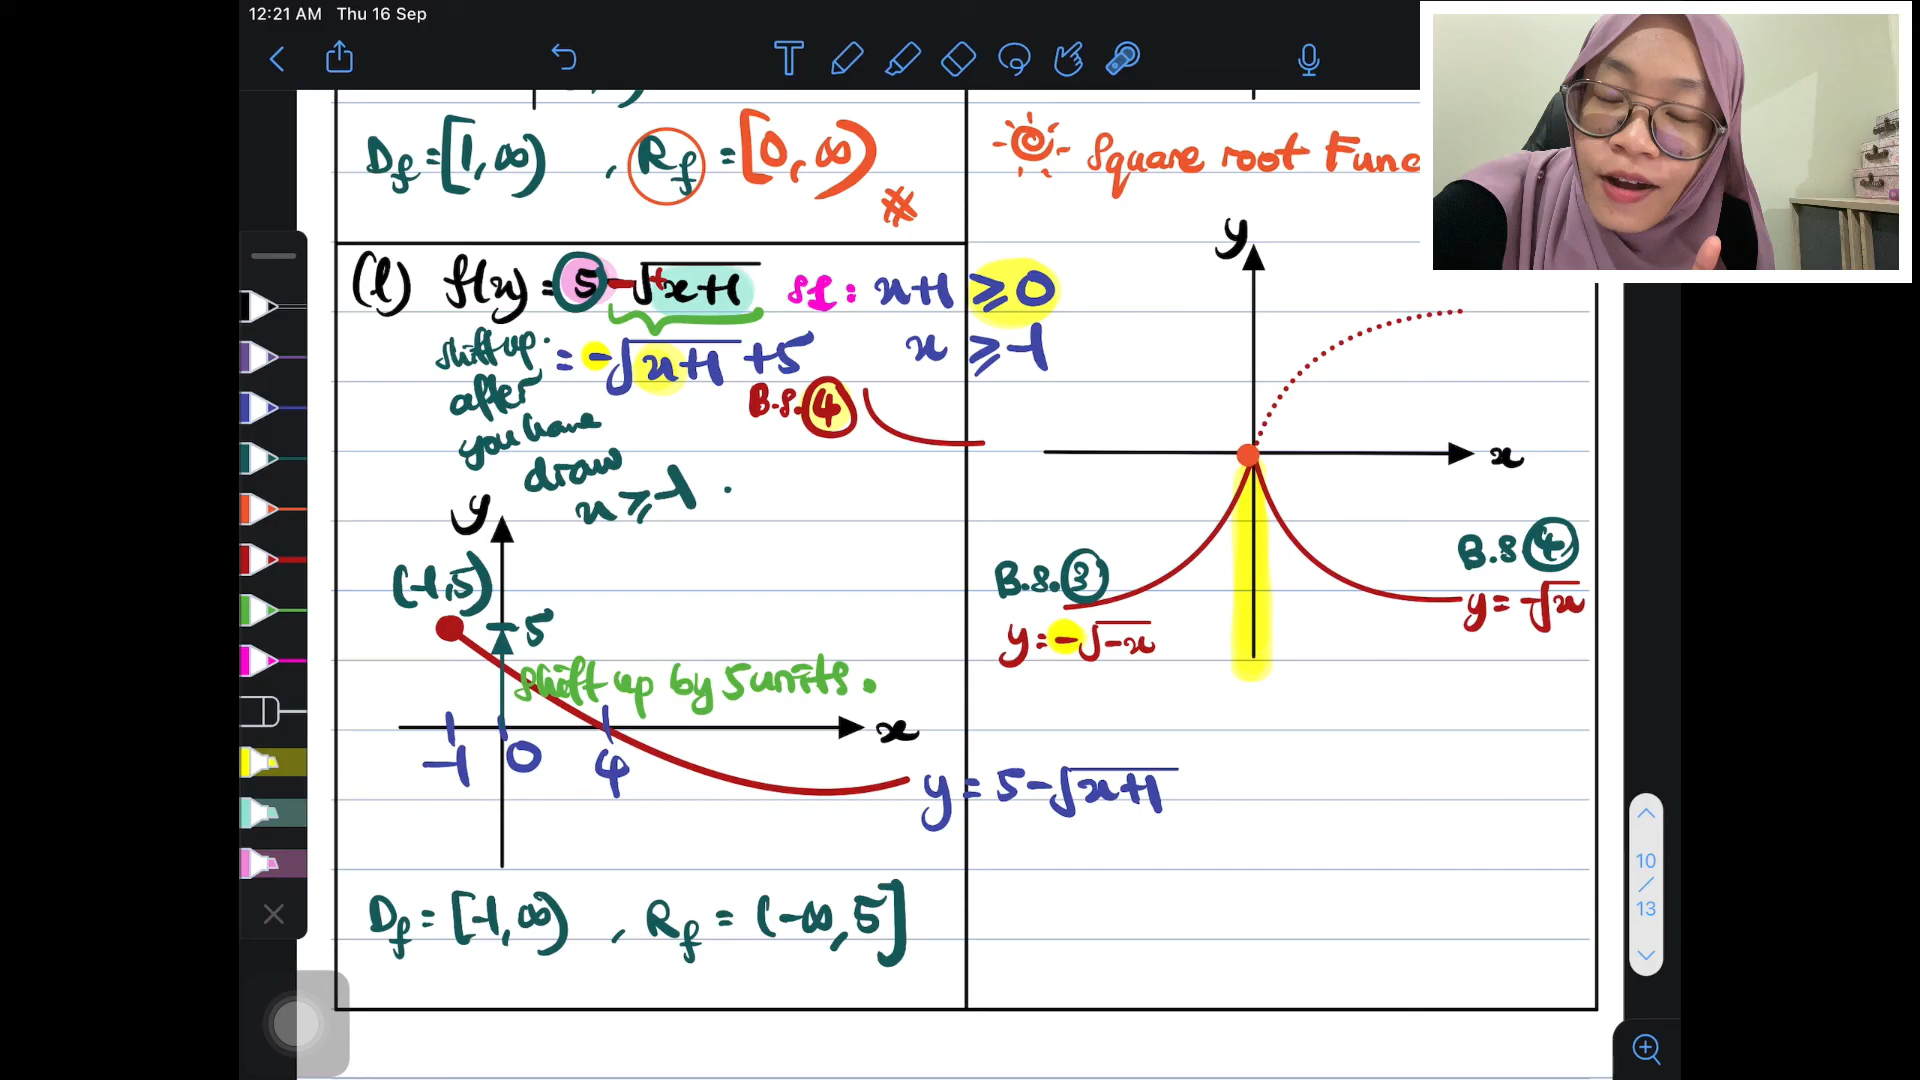 12:21 AM Thu 16 Sep
Df = [1, ∞) , Rf = [0, ∞)
#
Square root Func
(l) f(x) = 5 - √x+1
SI : x+1 ≥ 0
x ≥ -1
= -√x+1 + 5
shift up
after
you have
draw
x ≥ -1 .
B.S. 4
y
(-1,5)
5
shift up by 5 units.
x
-1 0 4
y = 5 - √x+1
Df = [-1, ∞) , Rf = (-∞, 5]
y
x
B.S. 3
y = -√-x
B.S 4
y = -√x
10
/
13